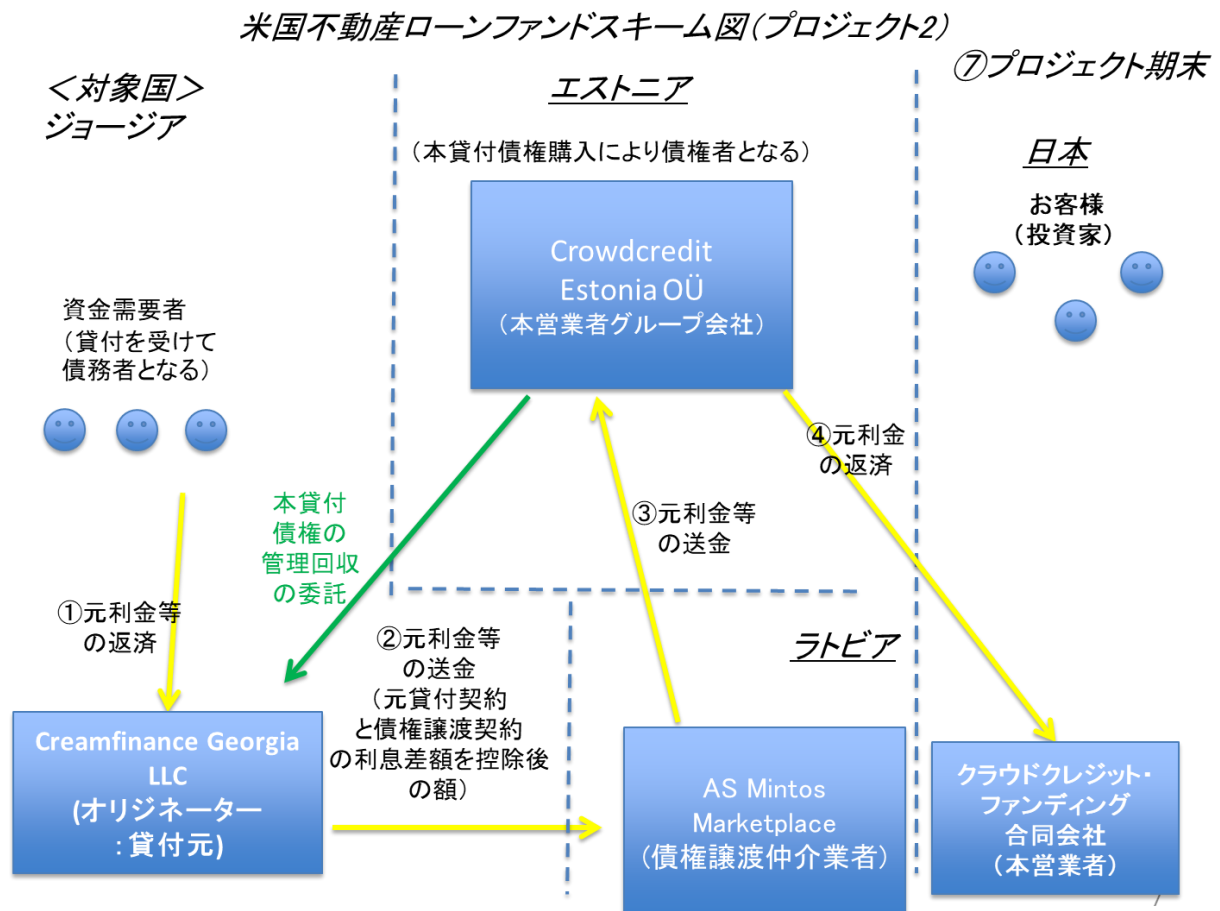 米国不動産ローンファンドスキーム図(プロジェクト2)
⑦プロジェクト期末
<対象国>
ジョージア
エストニア
(本貸付債権購入により債権者となる)
日本
お客様
(投資家)
Crowdcredit
Estonia OÜ
(本営業者グループ会社)
資金需要者
(貸付を受けて
債務者となる)
④元利金
の返済
本貸付
債権の
管理回収
の委託
③元利金等
の送金
①元利金等
の返済
②元利金等
の送金
(元貸付契約
と債権譲渡契約
の利息差額を控除後
の額)
ラトビア
Creamfinance Georgia
LLC
(オリジネーター
:貸付元)
AS Mintos
Marketplace
(債権譲渡仲介業者)
クラウドクレジット・
ファンディング
合同会社
(本営業者)